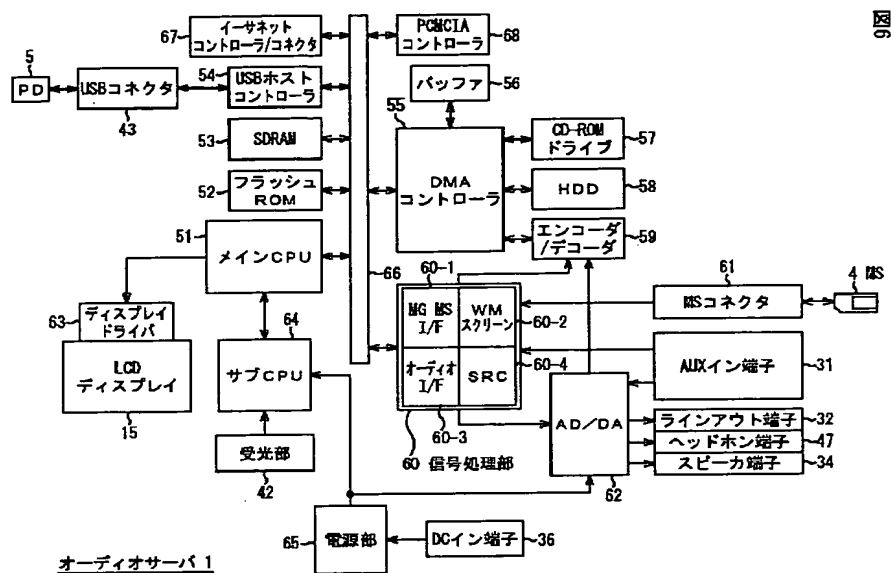 図6
67
イーサネット
コントローラ/コネクタ
PCMCIA
コントローラ
68
5
PD
USBコネクタ
43
54
USBホスト
コントローラ
バッファ
56
53
SDRAM
55
DMA
コントローラ
CD-ROM
ドライブ
57
52
フラッシュ
ROM
HDD
58
51
メインCPU
エンコーダ
/デコーダ
59
66
60-1
61
4 MS
MG MS
I/F
WM
スクリーン
60-2
MSコネクタ
63
ディスプレイ
ドライバ
64
LCD
ディスプレイ
15
サブCPU
オーディオ
I/F
SRC
60-4
60-3
60 信号処理部
AUXイン端子
31
AD/DA
62
ラインアウト端子
32
ヘッドホン端子
47
スピーカ端子
34
受光部
42
65
電源部
DCイン端子
36
オーディオサーバ 1